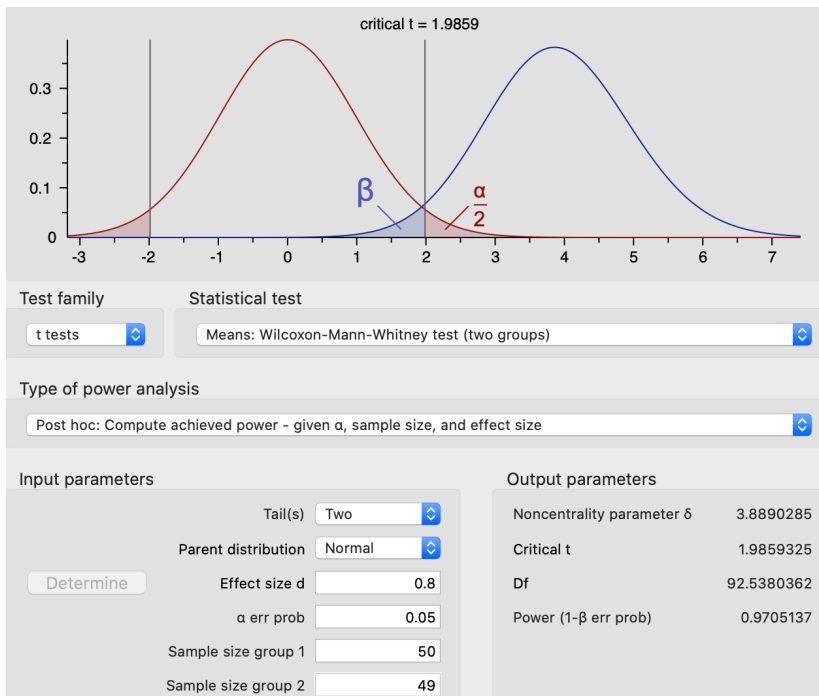 critical t = 1.9859
0.3
0.2
0.1
0
β
α
2
-3 -2 -1 0 1 2 3 4 5 6 7
Test family Statistical test
t tests Means: Wilcoxon-Mann-Whitney test (two groups)
Type of power analysis
Post hoc: Compute achieved power - given α, sample size, and effect size
Input parameters Output parameters
Tail(s) Two Noncentrality parameter δ 3.8890285
Parent distribution Normal Critical t 1.9859325
Determine Effect size d 0.8 Df 92.5380362
α err prob 0.05 Power (1-β err prob) 0.9705137
Sample size group 1 50
Sample size group 2 49